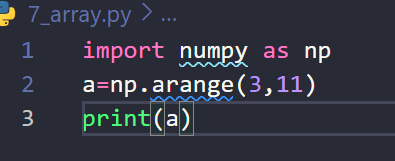 7_array.py > ...
1 import numpy as np
2 a=np.arange(3,11)
3 print(a)